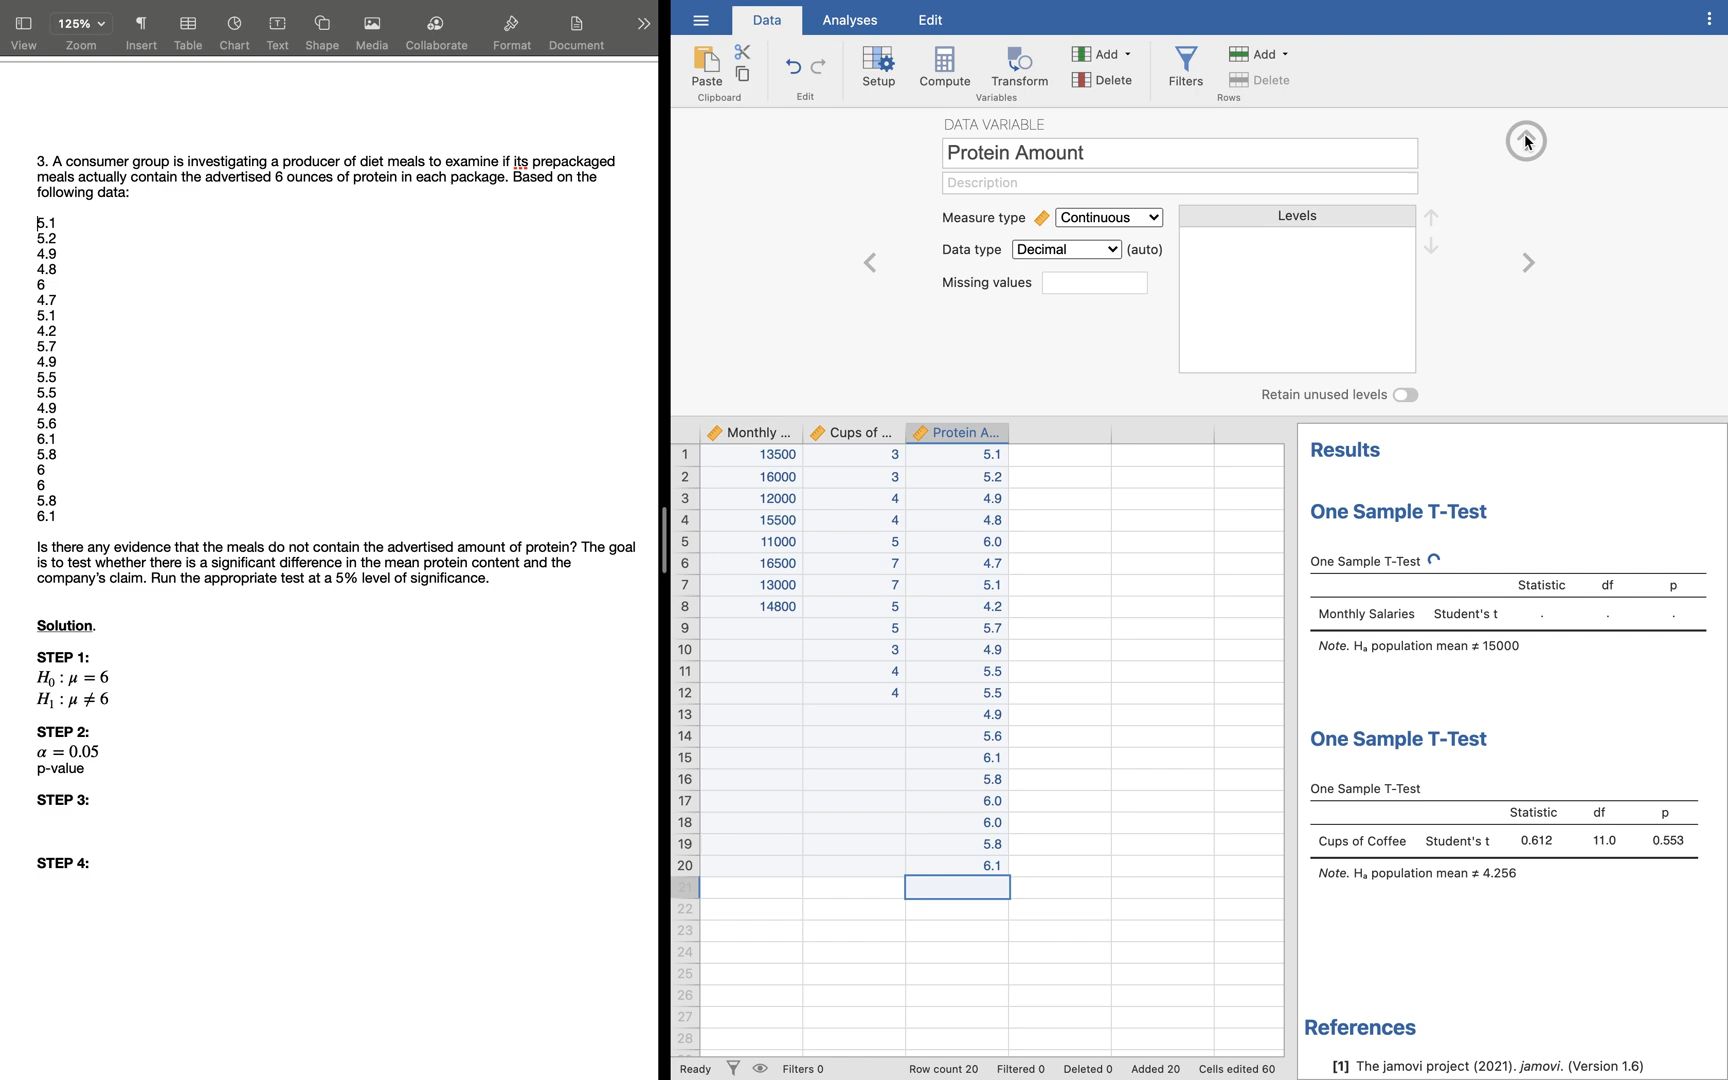 125%
View
Zoom
Insert
Table
Chart
Text
Shape
Media
Collaborate
Format
Document
3. A consumer group is investigating a producer of diet meals to examine if its prepackaged
meals actually contain the advertised 6 ounces of protein in each package. Based on the
following data:
5.1
5.2
4.9
4.8
6
4.7
5.1
4.2
5.7
4.9
5.5
5.5
4.9
5.6
6.1
5.8
6
6
5.8
6.1
Is there any evidence that the meals do not contain the advertised amount of protein? The goal
is to test whether there is a significant difference in the mean protein content and the
company's claim. Run the appropriate test at a 5% level of significance.
Solution.
STEP 1:
H₀ : μ = 6
H₁ : μ ≠ 6
STEP 2:
α = 0.05
p-value
STEP 3:
STEP 4:
Data
Analyses
Edit
Paste
Clipboard
Edit
Setup
Compute
Transform
Add
Delete
Variables
Filters
Add
Delete
Rows
DATA VARIABLE
Protein Amount
Description
Measure type Continuous
Data type Decimal (auto)
Missing values
Levels
Retain unused levels
Monthly ... Cups of ... Protein A...
1 13500 3 5.1
2 16000 3 5.2
3 12000 4 4.9
4 15500 4 4.8
5 11000 5 6.0
6 16500 7 4.7
7 13000 7 5.1
8 14800 5 4.2
9 5 5.7
10 3 4.9
11 4 5.5
12 4 5.5
13 4.9
14 5.6
15 6.1
16 5.8
17 6.0
18 6.0
19 5.8
20 6.1
21
22
23
24
25
26
27
28
Ready Filters 0 Row count 20 Filtered 0 Deleted 0 Added 20 Cells edited 60
Results
One Sample T-Test
One Sample T-Test
Statistic df p
Monthly Salaries Student's t . . .
Note. Hₐ population mean ≠ 15000
One Sample T-Test
One Sample T-Test
Statistic df p
Cups of Coffee Student's t 0.612 11.0 0.553
Note. Hₐ population mean ≠ 4.256
References
[1] The jamovi project (2021). jamovi. (Version 1.6)